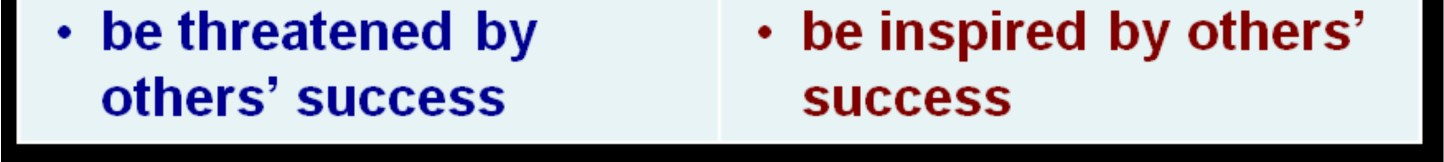 • be threatened by
others’ success
• be inspired by others’
success